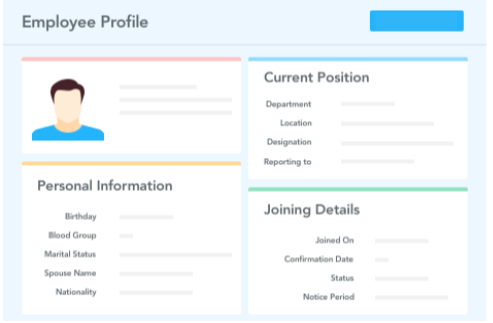 Employee Profile
Current Position
Department
Location
Designation
Reporting to
Personal Information
Birthday
Blood Group
Marital Status
Spouse Name
Nationality
Joining Details
Joined On
Confirmation Date
Status
Notice Period